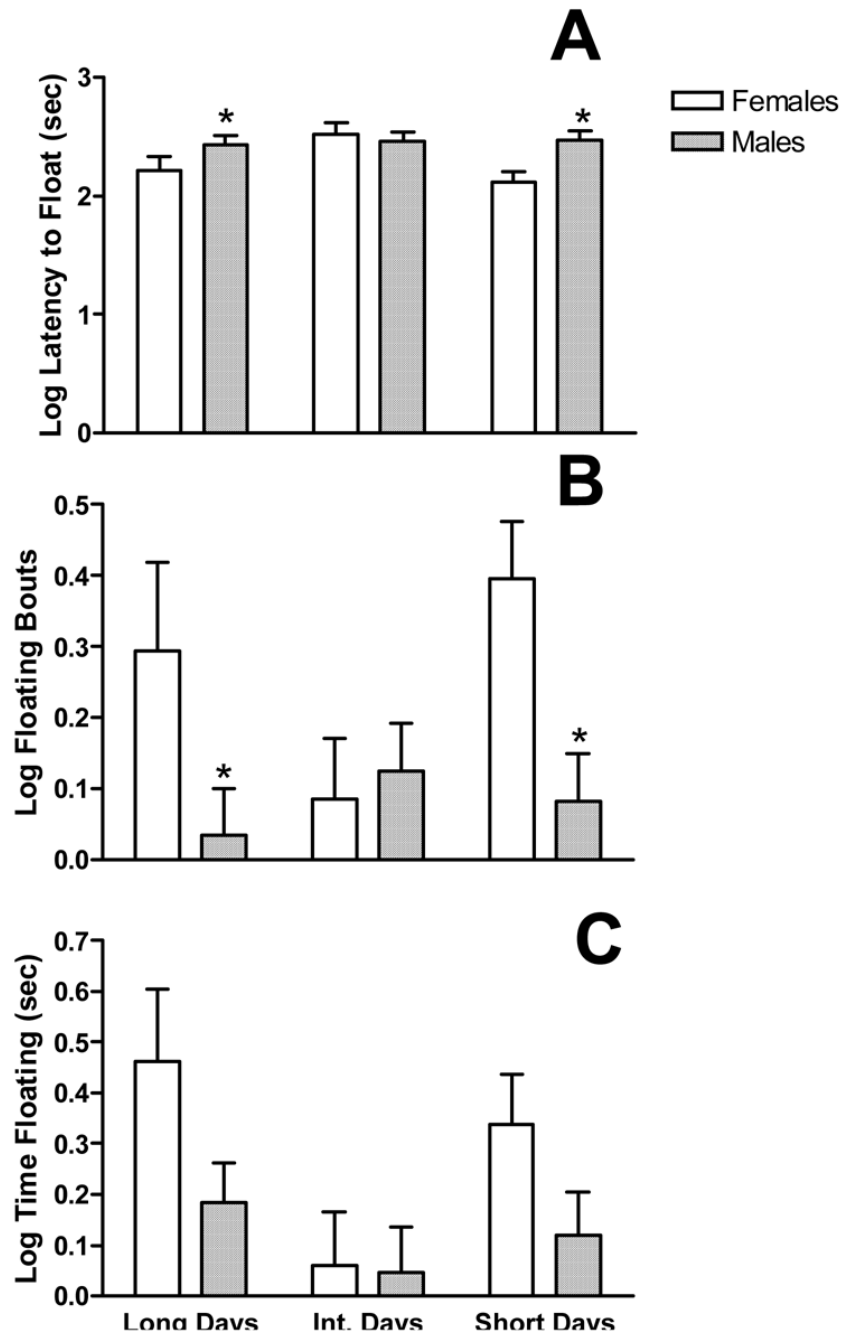 A
Females
Males
Log Latency to Float (sec)
3
2
1
0
*
*
B
Log Floating Bouts
0.5
0.4
0.3
0.2
0.1
0.0
*
*
C
Log Time Floating (sec)
0.7
0.6
0.5
0.4
0.3
0.2
0.1
0.0
Long Days Int. Days Short Days